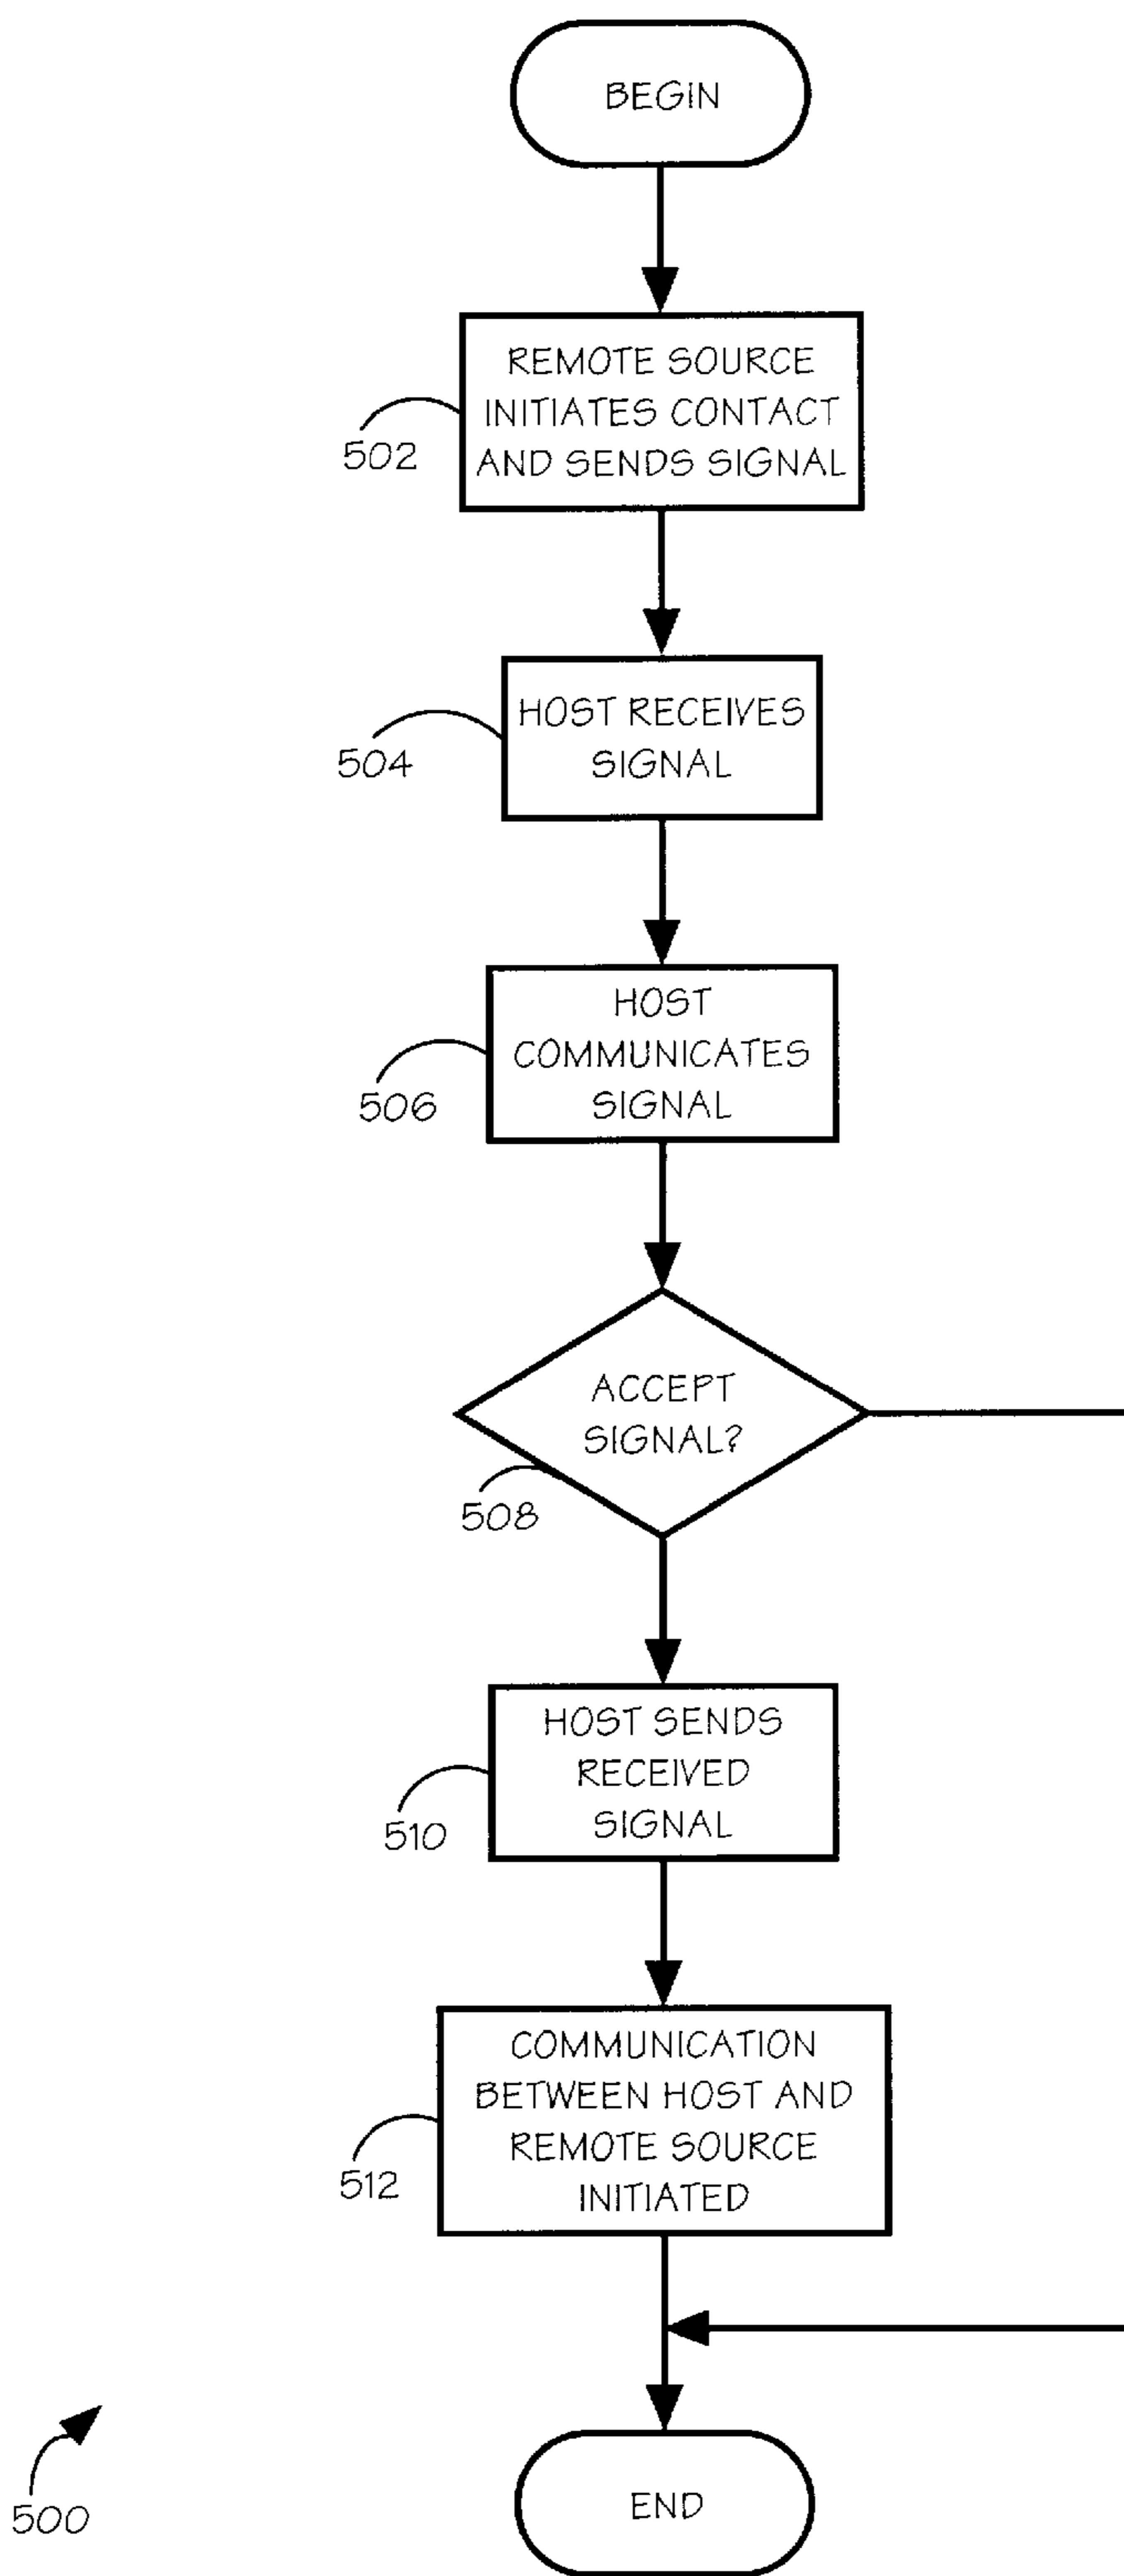 BEGIN
REMOTE SOURCE
INITIATES CONTACT
AND SENDS SIGNAL
502
HOST RECEIVES
SIGNAL
504
HOST
COMMUNICATES
SIGNAL
506
ACCEPT
SIGNAL?
508
HOST SENDS
RECEIVED
SIGNAL
510
COMMUNICATION
BETWEEN HOST AND
REMOTE SOURCE
INITIATED
512
END
500